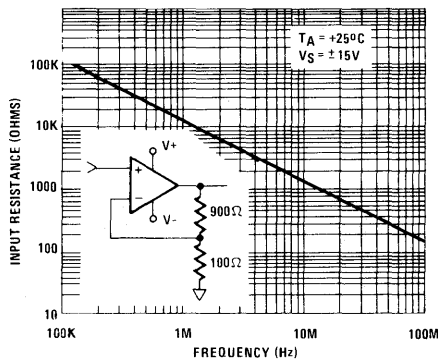 T_A = +25°C
V_S = ± 15V
100K
10K
1000
100
10
INPUT RESISTANCE (OHMS)
V+
+
−
V-
900Ω
100Ω
100K 1M 10M 100M
FREQUENCY (Hz)